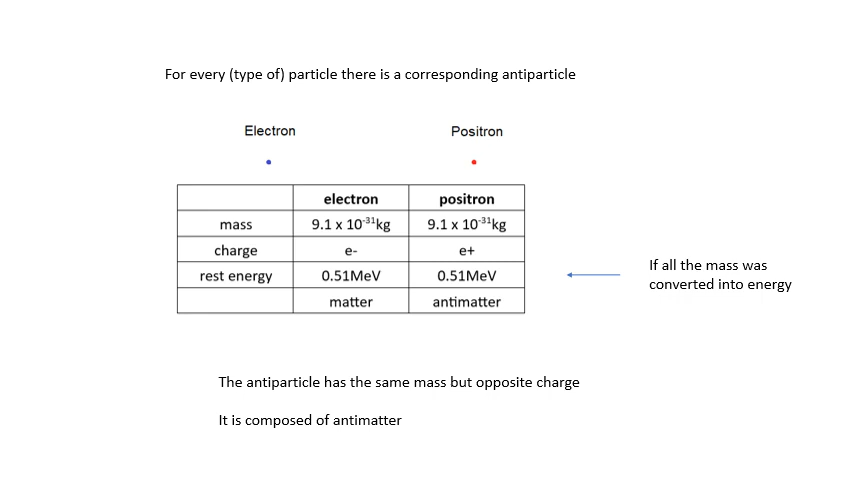 For every (type of) particle there is a corresponding antiparticle
Electron Positron
electron positron
mass 9.1 x 10⁻³¹kg 9.1 x 10⁻³¹kg
charge e- e+
rest energy 0.51MeV 0.51MeV
matter antimatter
If all the mass was
converted into energy
The antiparticle has the same mass but opposite charge
It is composed of antimatter